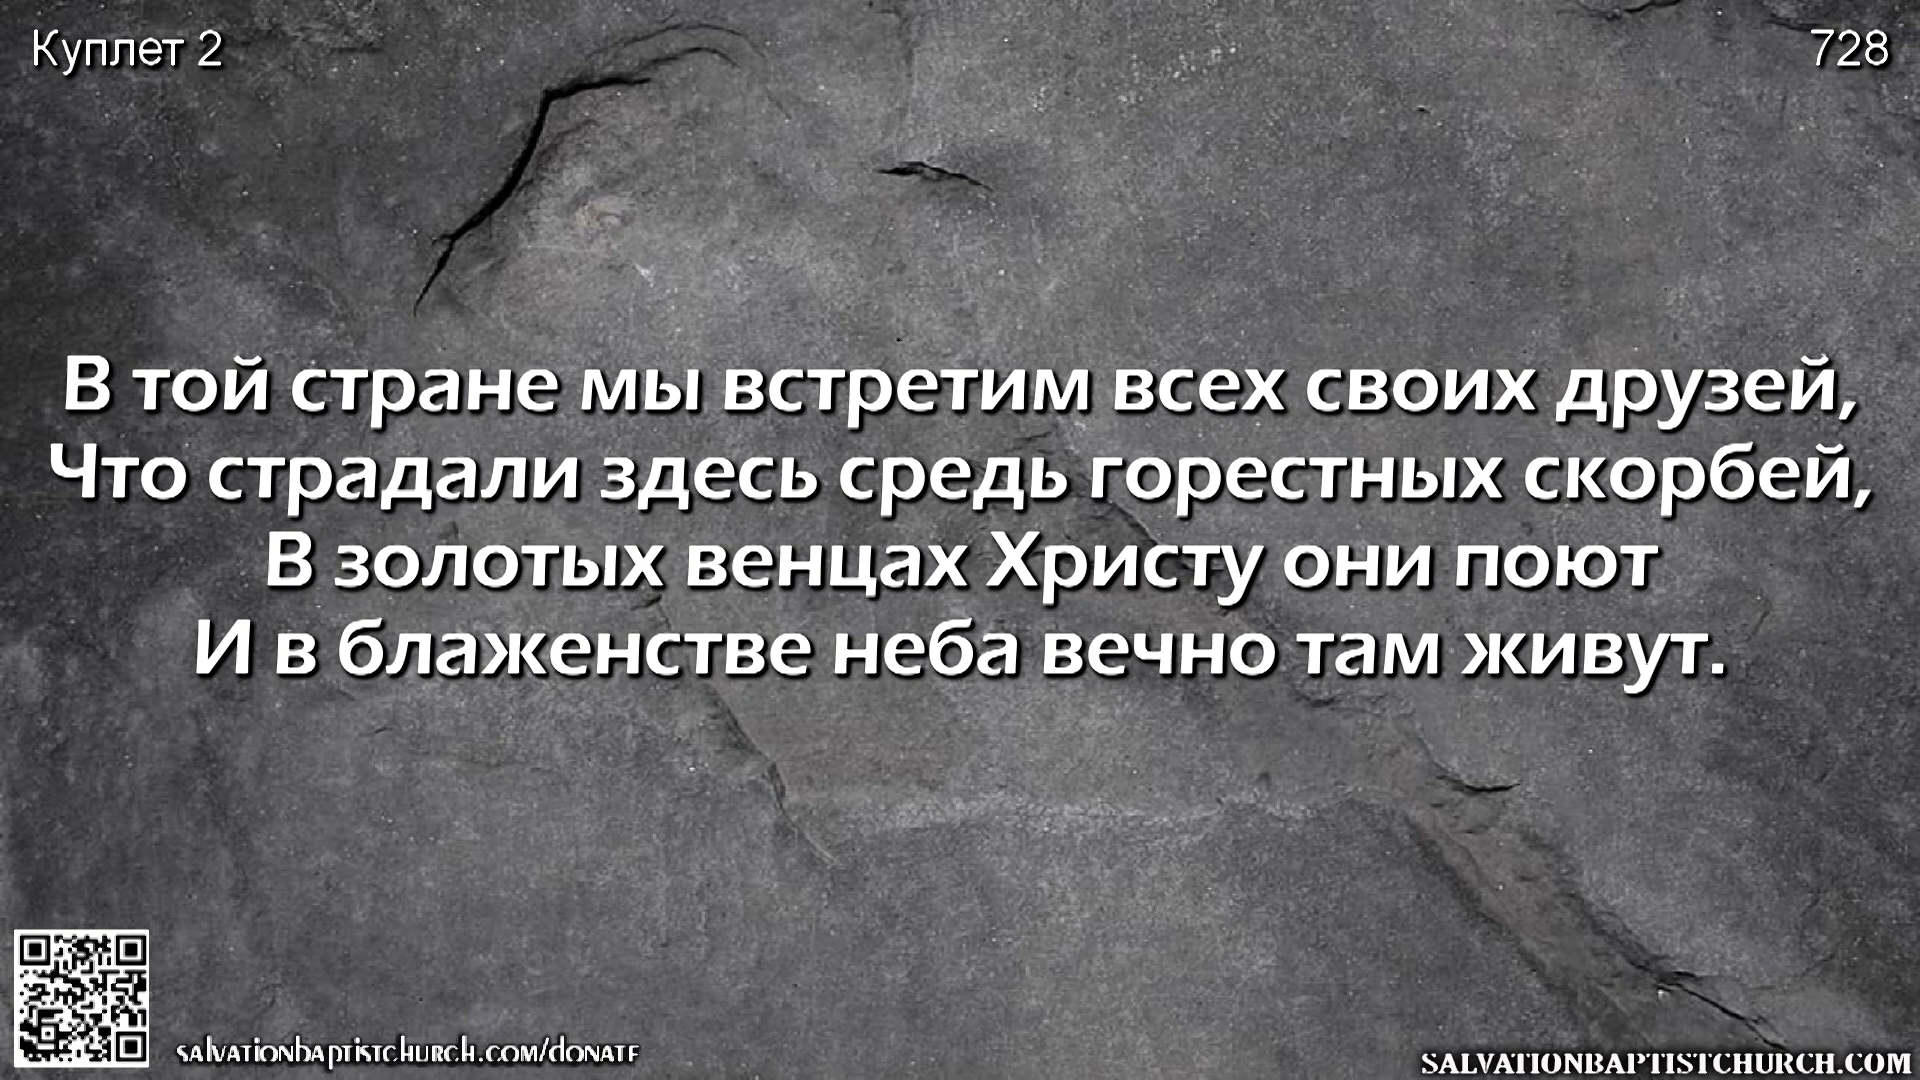 Куплет 2
728
В той стране мы встретим всех своих друзей,
Что страдали здесь средь горестных скорбей,
В золотых венцах Христу они поют
И в блаженстве неба вечно там живут.
salvationbaptistchurch.com/donate
SALVATIONBAPTISTCHURCH.COM